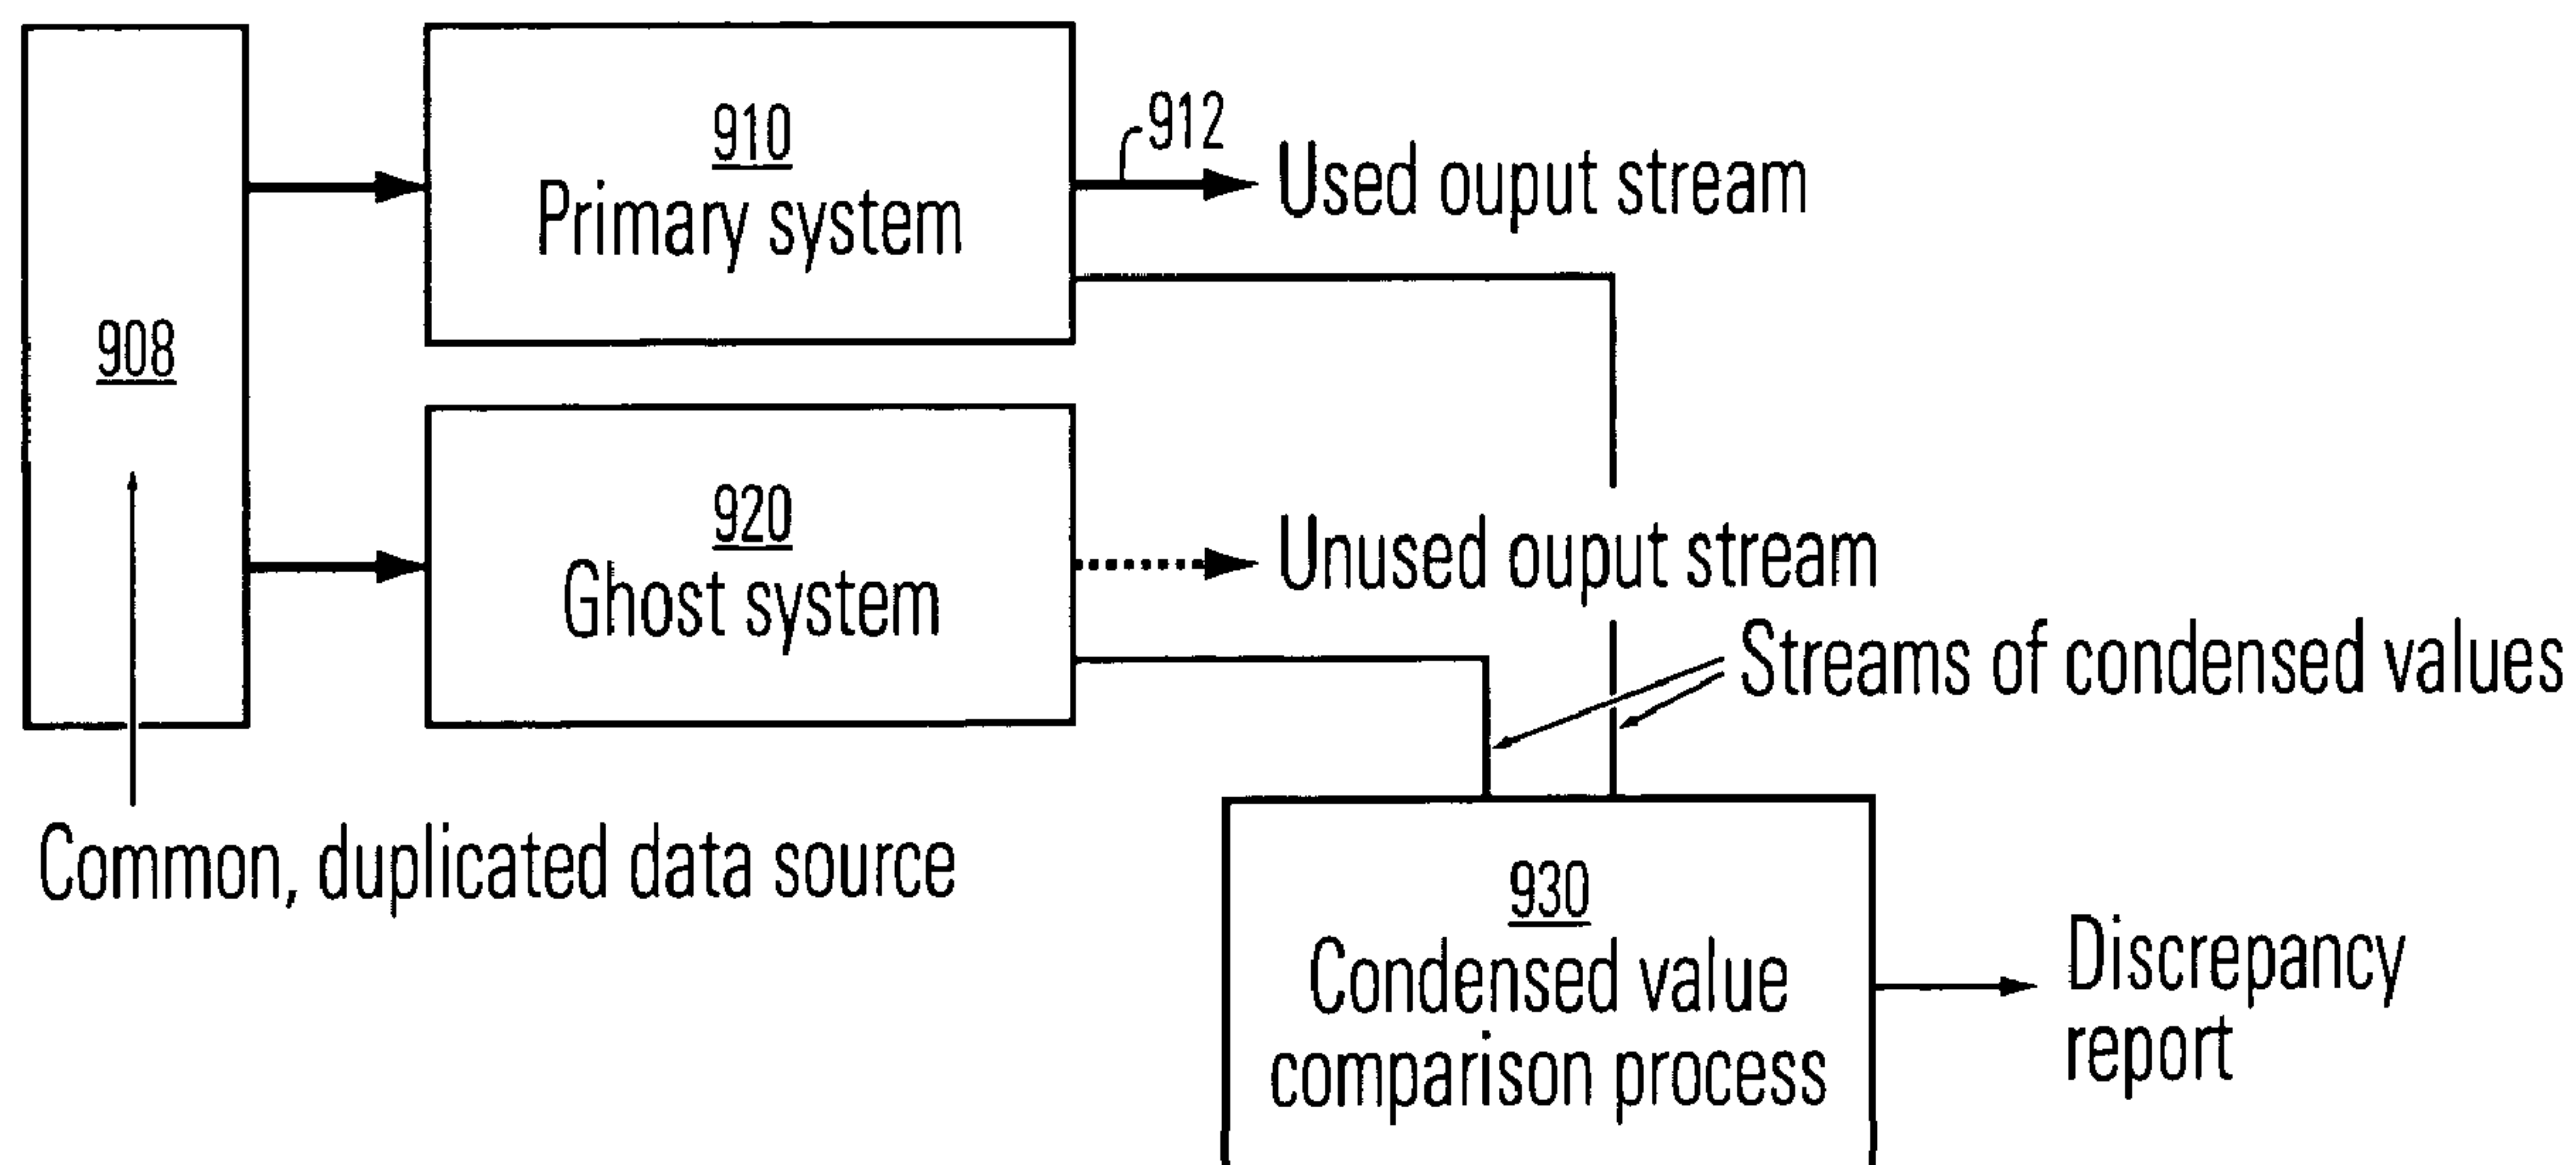 910
Primary system
912
Used ouput stream
908
920
Ghost system
Unused ouput stream
Streams of condensed values
Common, duplicated data source
930
Condensed value
comparison process
Discrepancy
report